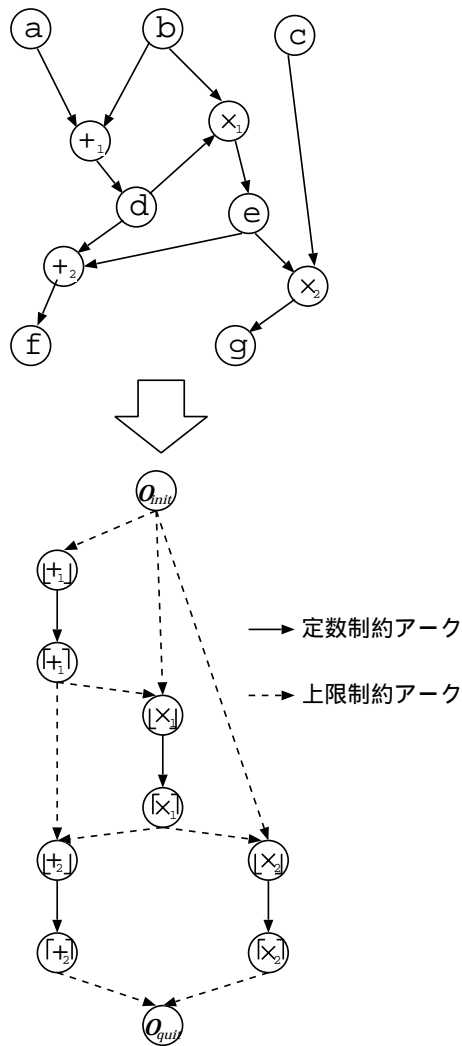 a b c
+₁ ×₁
d e
+₂ ×₂
f g
O_init
⌊+₁⌋
⌈+₁⌉
定数制約アーク
上限制約アーク
⌊×₁⌋
⌈×₁⌉
⌊+₂⌋ ⌊×₂⌋
⌈+₂⌉ ⌈×₂⌉
O_quit